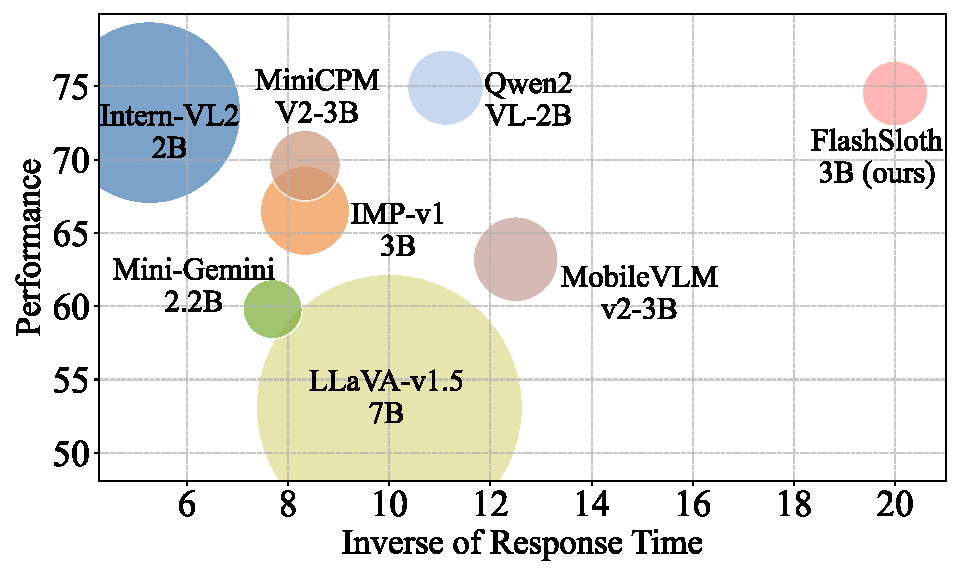 Performance
75
70
65
60
55
50
Intern-VL2
2B
MiniCPM
V2-3B
Qwen2
VL-2B
FlashSloth
3B (ours)
IMP-v1
3B
Mini-Gemini
2.2B
MobileVLM
v2-3B
LLaVA-v1.5
7B
6 8 10 12 14 16 18 20
Inverse of Response Time